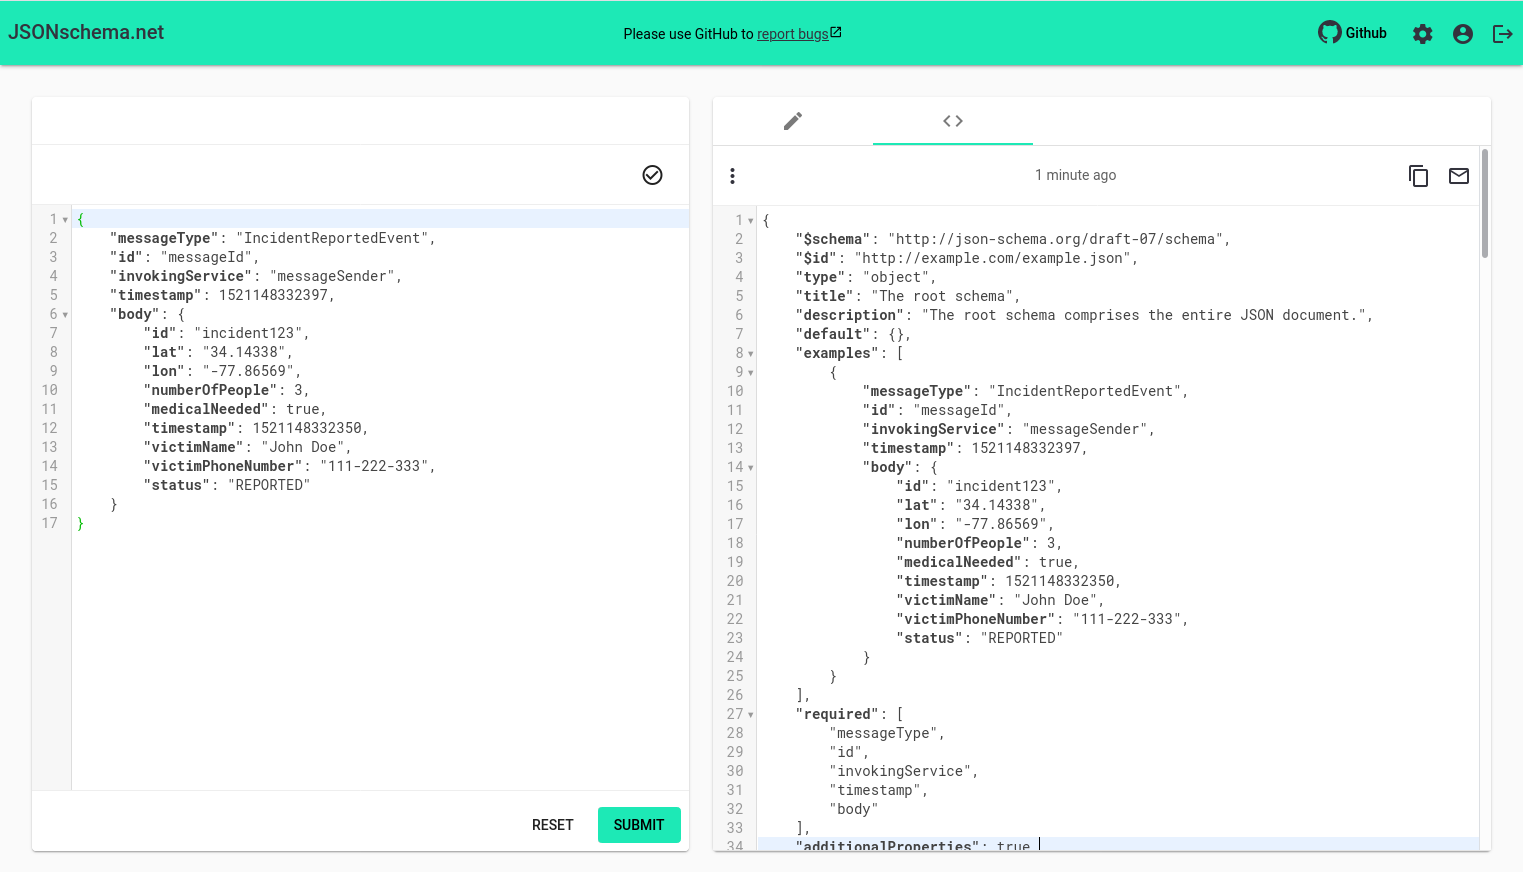 JSONschema.net
Please use GitHub to report bugs
Github
1 {
2 "messageType": "IncidentReportedEvent",
3 "id": "messageId",
4 "invokingService": "messageSender",
5 "timestamp": 1521148332397,
6 "body": {
7 "id": "incident123",
8 "lat": "34.14338",
9 "lon": "-77.86569",
10 "numberOfPeople": 3,
11 "medicalNeeded": true,
12 "timestamp": 1521148332350,
13 "victimName": "John Doe",
14 "victimPhoneNumber": "111-222-333",
15 "status": "REPORTED"
16 }
17 }
RESET
SUBMIT
1 minute ago
1 {
2 "$schema": "http://json-schema.org/draft-07/schema",
3 "$id": "http://example.com/example.json",
4 "type": "object",
5 "title": "The root schema",
6 "description": "The root schema comprises the entire JSON document.",
7 "default": {},
8 "examples": [
9 {
10 "messageType": "IncidentReportedEvent",
11 "id": "messageId",
12 "invokingService": "messageSender",
13 "timestamp": 1521148332397,
14 "body": {
15 "id": "incident123",
16 "lat": "34.14338",
17 "lon": "-77.86569",
18 "numberOfPeople": 3,
19 "medicalNeeded": true,
20 "timestamp": 1521148332350,
21 "victimName": "John Doe",
22 "victimPhoneNumber": "111-222-333",
23 "status": "REPORTED"
24 }
25 }
26 ],
27 "required": [
28 "messageType",
29 "id",
30 "invokingService",
31 "timestamp",
32 "body"
33 ],
34 "additionalProperties": true